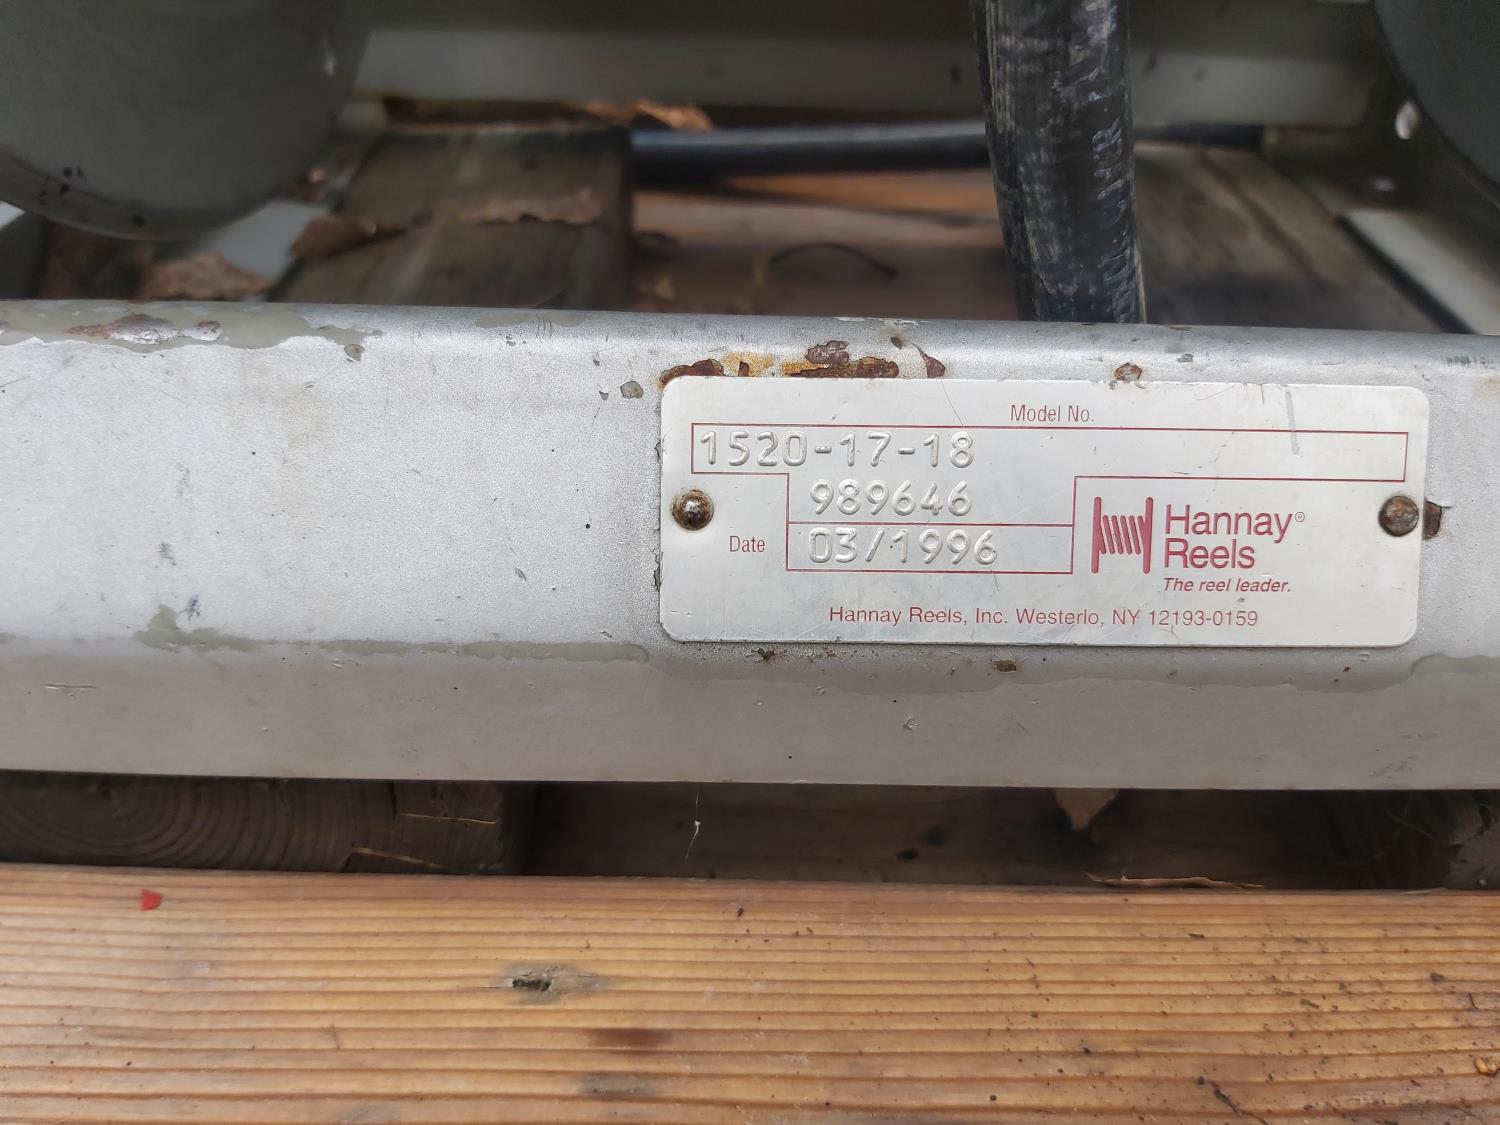 Model No.
1520-17-18
989646
Date 03/1996
Hannay®
Reels
The reel leader.
Hannay Reels, Inc. Westerlo, NY 12193-0159